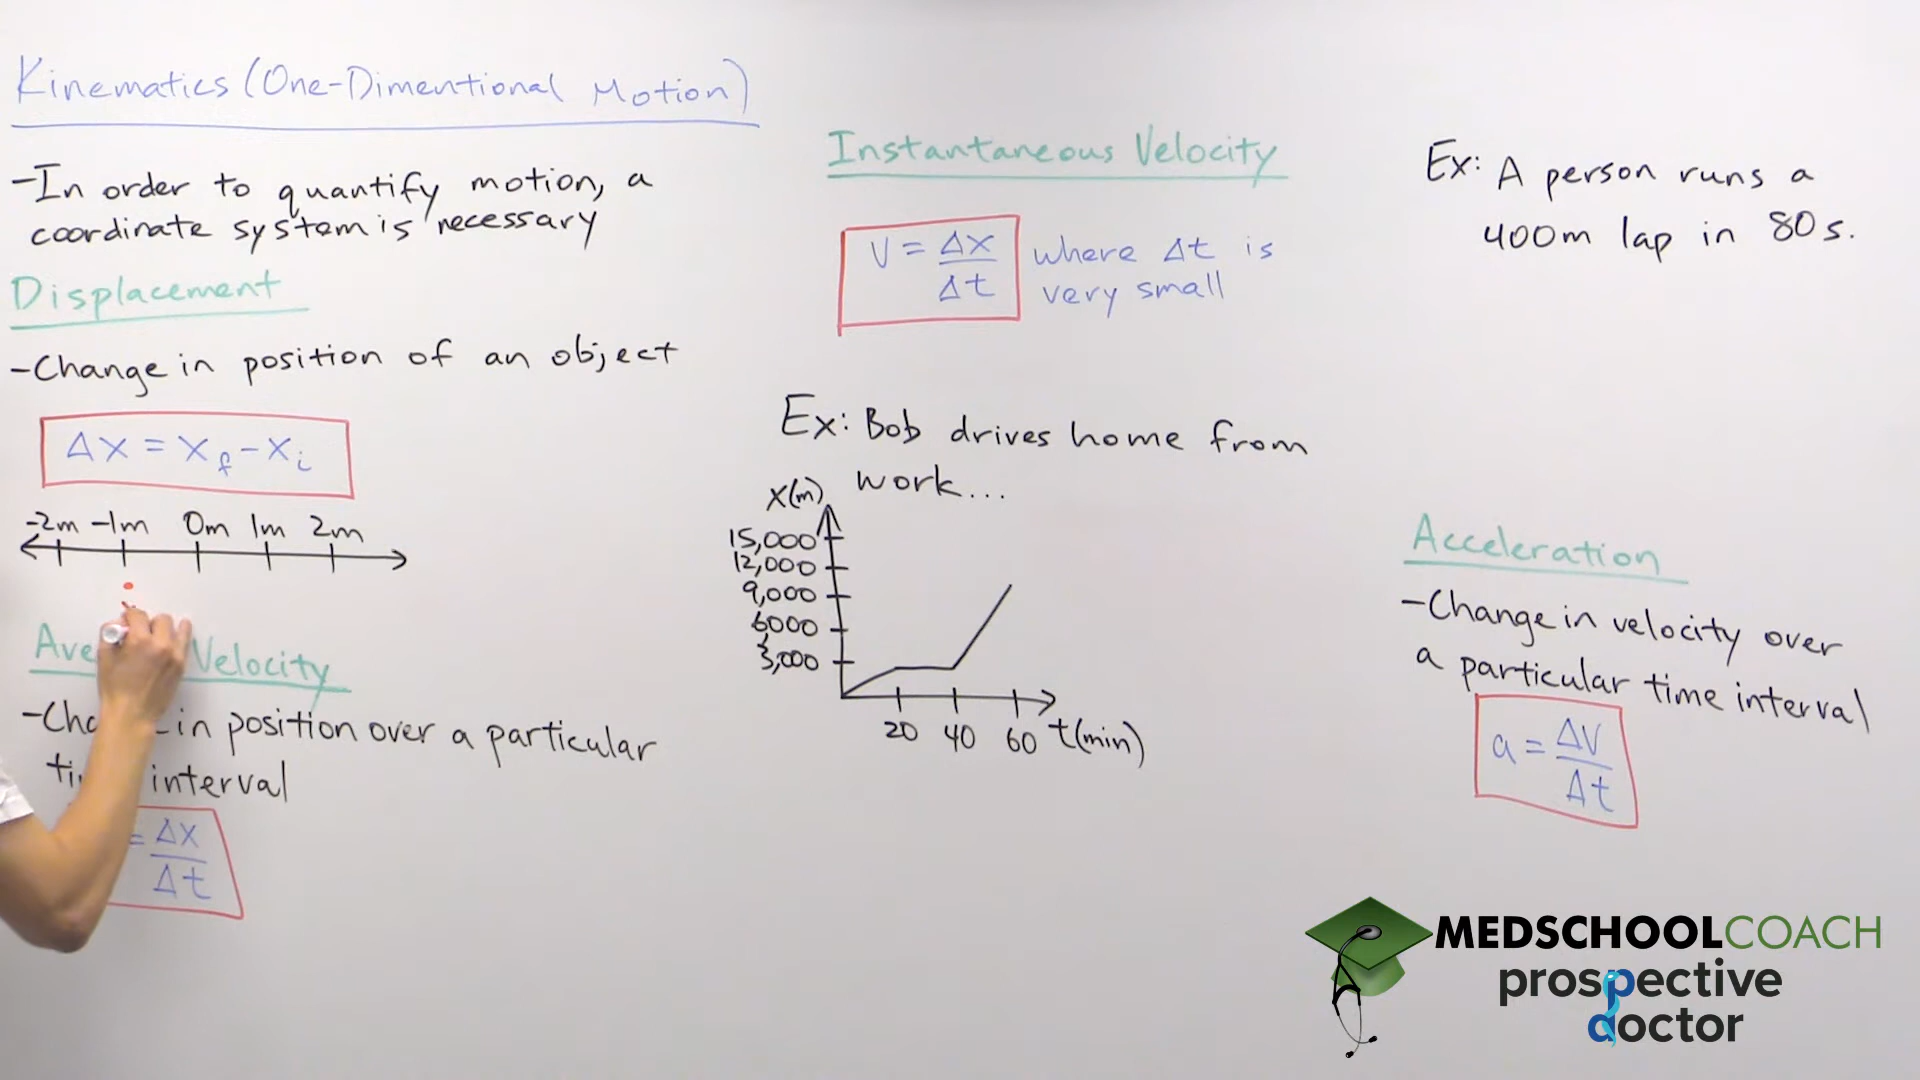 Kinematics (One-Dimentional Motion)
-In order to quantify motion, a
coordinate system is necessary
Displacement
-Change in position of an object
Δx = xf - xi
-2m -1m 0m 1m 2m
Velocity
in position over a particular
interval
= Δx
Δt
Instantaneous Velocity
v = Δx
Δt
where Δt is
very small
Ex: Bob drives home from
work...
x(m)
15,000
12,000
9,000
6000
3,000
20 40 60 t(min)
Ex: A person runs a
400m lap in 80s.
Acceleration
-Change in velocity over
a particular time interval
a = Δv
Δt
MEDSCHOOLCOACH
prospective
doctor